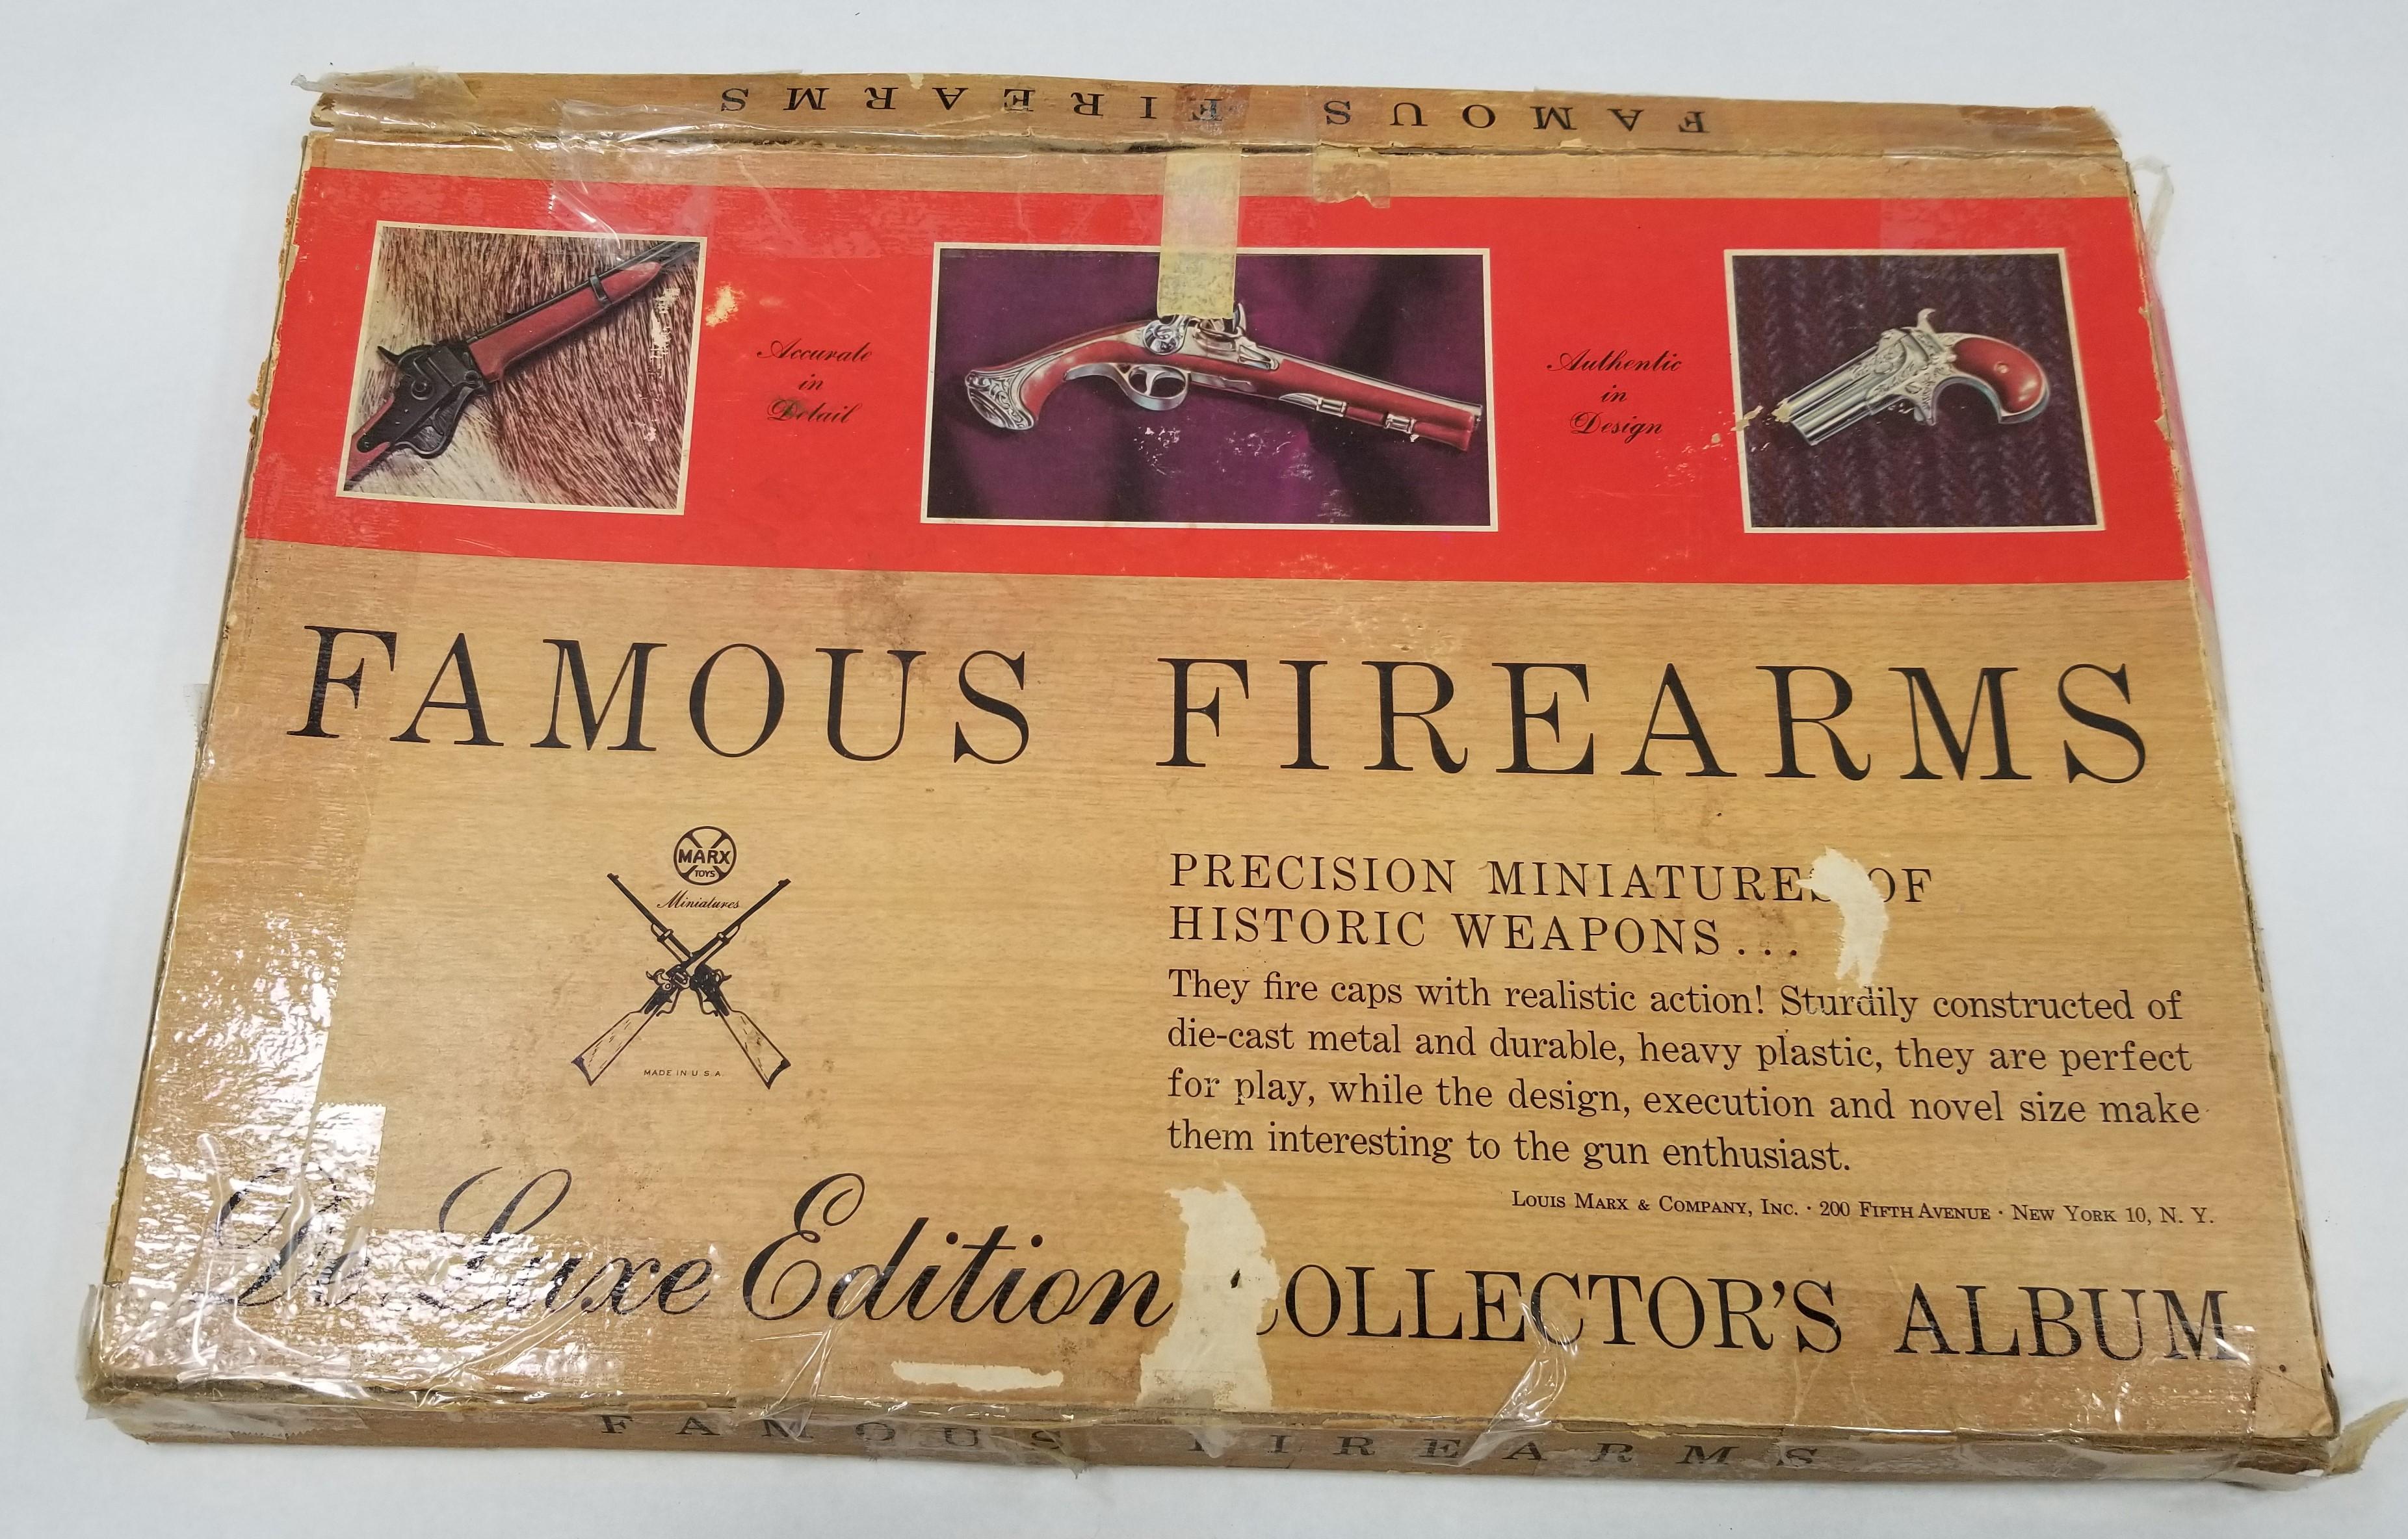 FAMOUS FIREARMS
Accurate
in
Detail
Authentic
in
Design
FAMOUS FIREARMS
MARX
TOYS
Miniatures
MADE IN U.S.A.
PRECISION MINIATURES OF
HISTORIC WEAPONS...
They fire caps with realistic action! Sturdily constructed of
die-cast metal and durable, heavy plastic, they are perfect
for play, while the design, execution and novel size make
them interesting to the gun enthusiast.
LOUIS MARX & COMPANY, INC. · 200 FIFTH AVENUE · NEW YORK 10, N. Y.
De Luxe Edition COLLECTOR'S ALBUM
FAMOUS FIREARMS